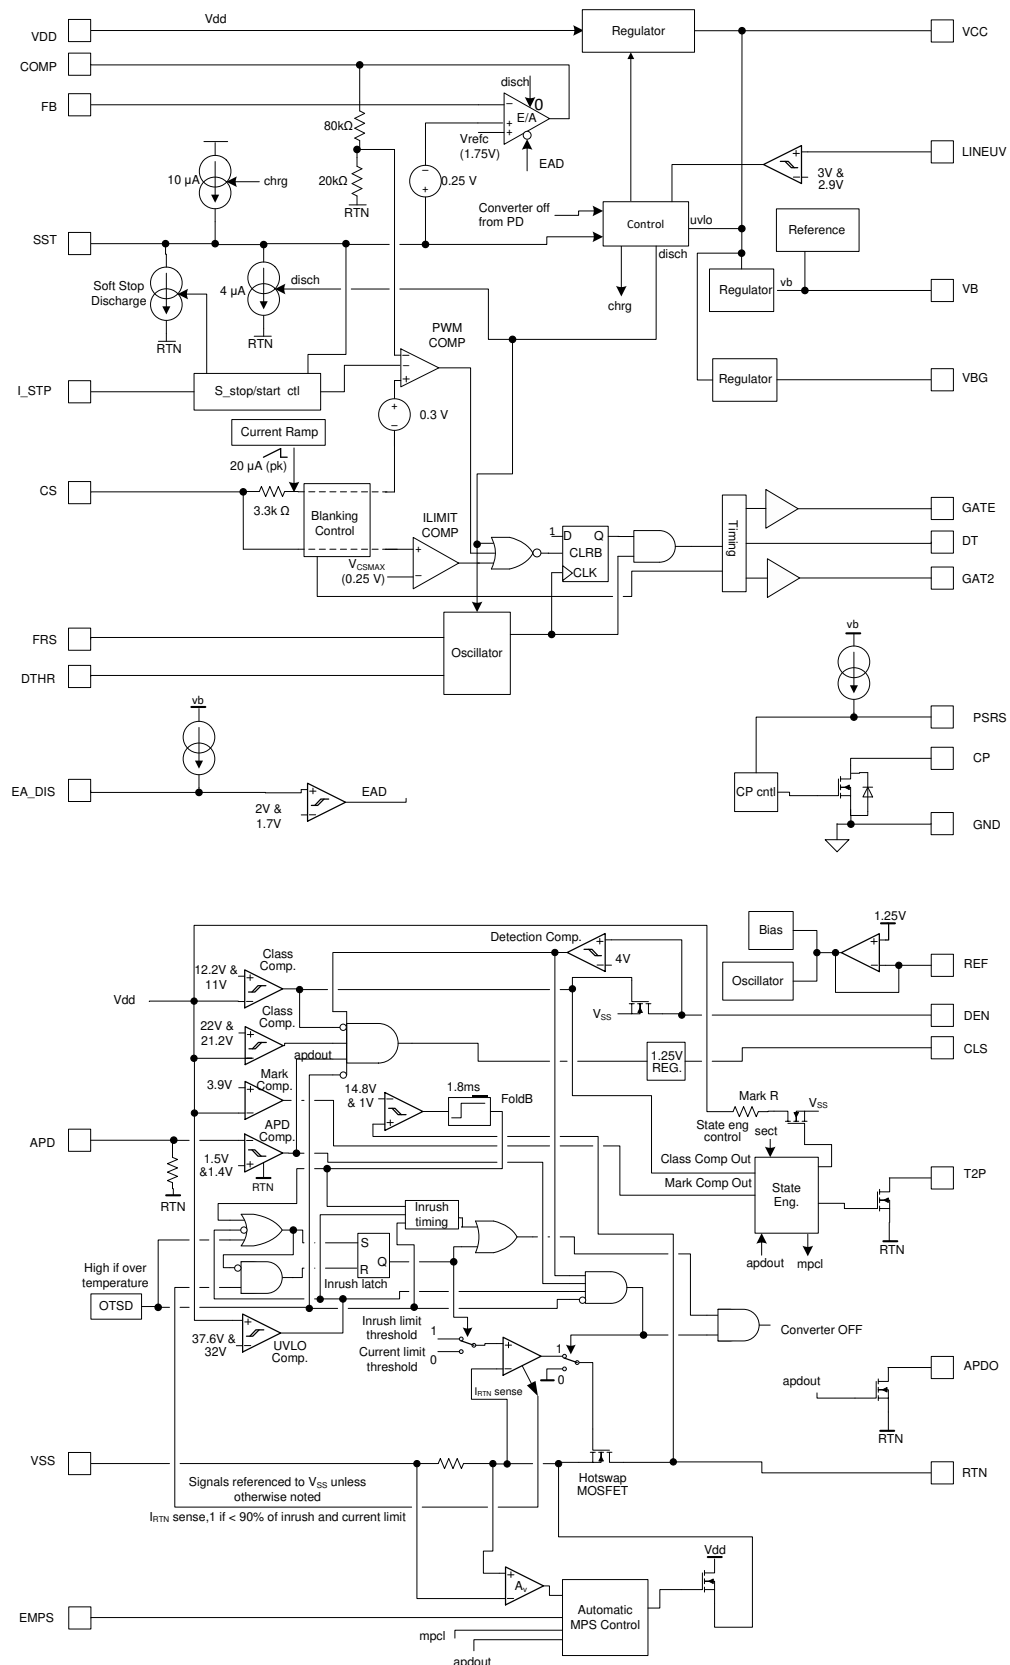 Vdd
VDD
Regulator
VCC
COMP
disch
0
FB
E/A
80kΩ
Vrefc
(1.75V)
EAD
LINEUV
3V &
2.9V
10 µA
chrg
20kΩ
0.25 V
RTN
Converter off
from PD
Control
uvlo
Reference
SST
disch
Soft Stop
Discharge
4 µA
disch
chrg
Regulator
vb
VB
RTN
RTN
PWM
COMP
I_STP
S_stop/start ctl
Regulator
VBG
0.3 V
Current Ramp
20 µA (pk)
CS
3.3k Ω
Blanking
Control
ILIMIT
COMP
VCSMAX
(0.25 V)
1
D Q
CLRB
CLK
Timing
GATE
DT
GAT2
FRS
Oscillator
DTHR
vb
PSRS
vb
CP
EA_DIS
EAD
2V &
1.7V
CP cntl
GND
Detection Comp.
4V
Bias
1.25V
12.2V &
11V
Class
Comp.
Oscillator
REF
Vdd
VSS
DEN
22V &
21.2V
Class
Comp.
apdout
1.25V
REG.
CLS
3.9V
Mark
Comp.
14.8V
& 1V
1.8ms
FoldB
Mark R
VSS
State eng
control
sect
APD
APD
Comp.
1.5V
&1.4V
RTN
RTN
Class Comp Out
Mark Comp Out
State
Eng.
T2P
RTN
Inrush
timing
S
R
Q
Inrush latch
apdout
mpcl
High if over
temperature
OTSD
Inrush limit
threshold
1
Current limit
threshold
0
37.6V &
32V
UVLO
Comp.
1
0
Converter OFF
IRTN sense
apdout
APDO
RTN
VSS
Signals referenced to VSS unless
otherwise noted
Hotswap
MOSFET
RTN
IRTN sense,1 if < 90% of inrush and current limit
Vdd
Av
Automatic
MPS Control
EMPS
mpcl
apdout